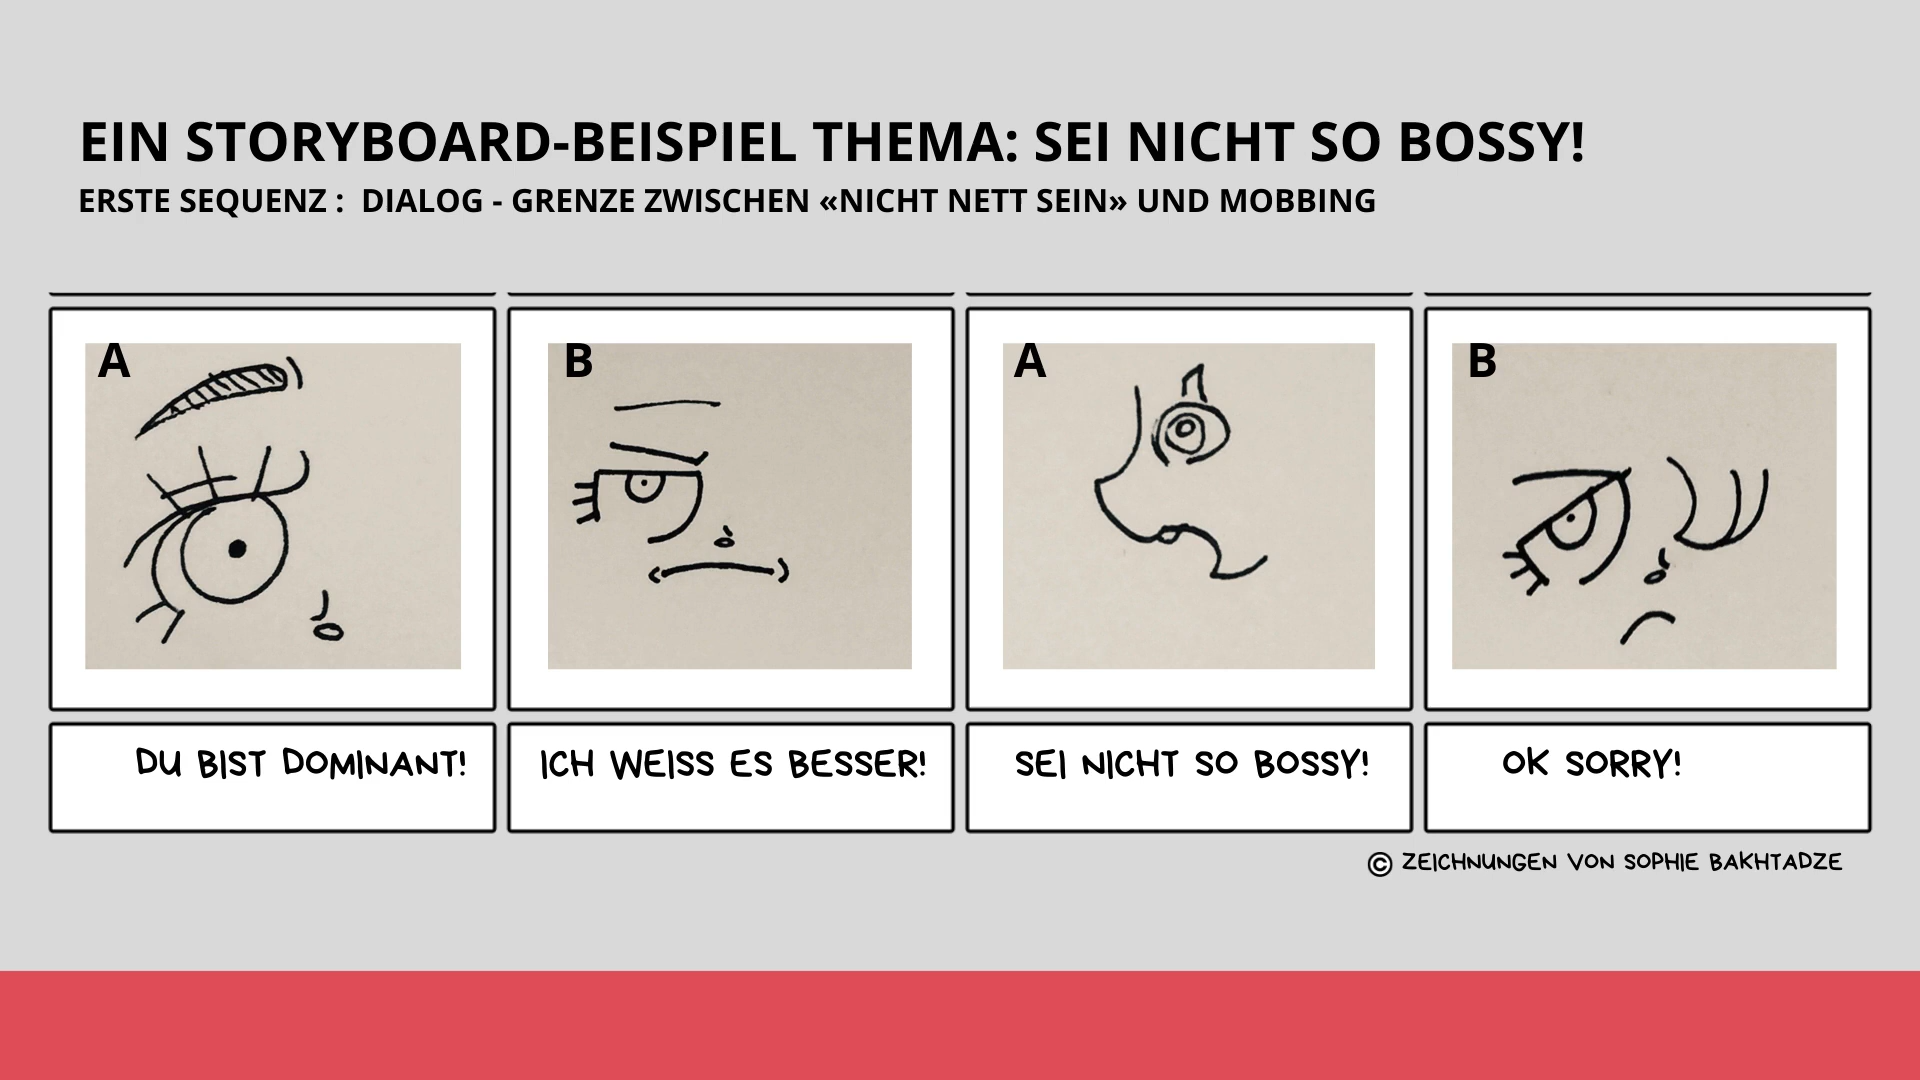 EIN STORYBOARD-BEISPIEL THEMA: SEI NICHT SO BOSSY!
ERSTE SEQUENZ : DIALOG - GRENZE ZWISCHEN «NICHT NETT SEIN» UND MOBBING
A
B
A
B
DU BIST DOMINANT!
ICH WEISS ES BESSER!
SEI NICHT SO BOSSY!
OK SORRY!
© ZEICHNUNGEN VON SOPHIE BAKHTADZE